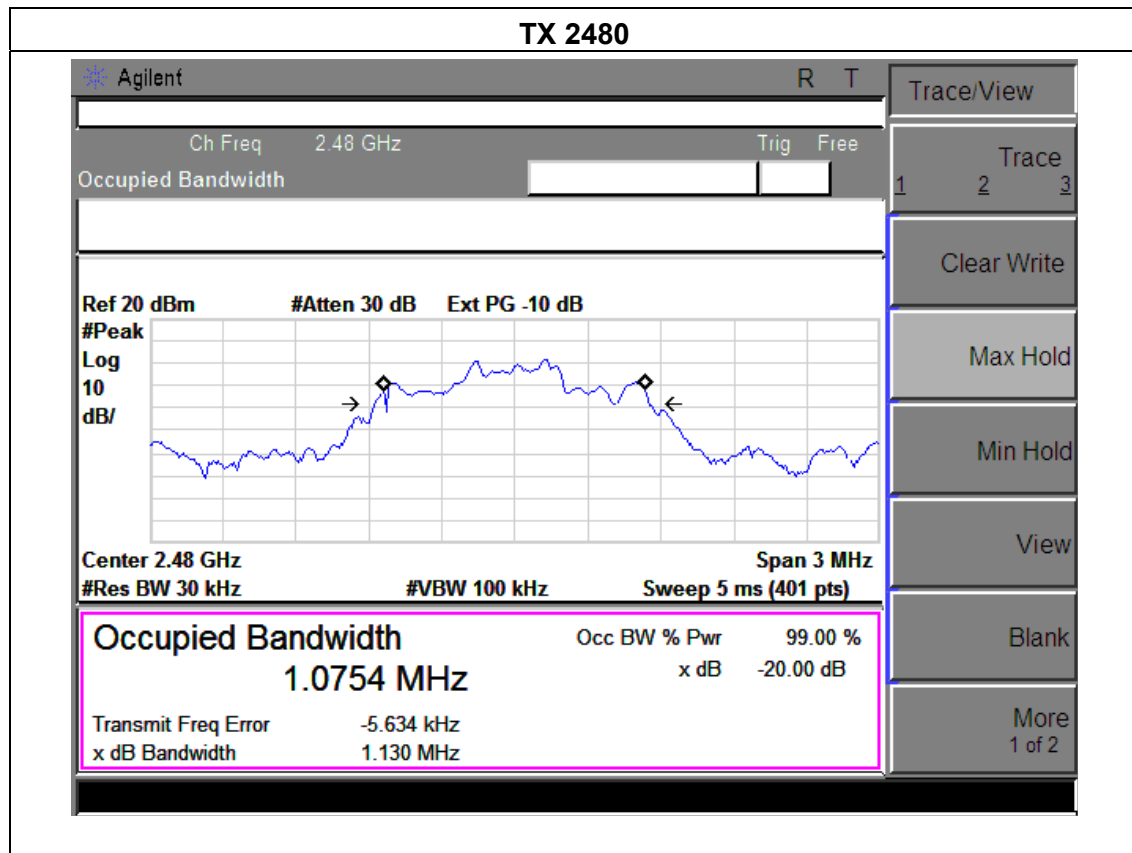 TX 2480
Agilent R T
Trace/View
Ch Freq 2.48 GHz Trig Free
Occupied Bandwidth
Trace
1 2 3
Clear Write
Ref 20 dBm #Atten 30 dB Ext PG -10 dB
#Peak
Log
10
dB/
Max Hold
Min Hold
Center 2.48 GHz Span 3 MHz
#Res BW 30 kHz #VBW 100 kHz Sweep 5 ms (401 pts)
View
Occupied Bandwidth Occ BW % Pwr 99.00 %
1.0754 MHz x dB -20.00 dB
Blank
Transmit Freq Error -5.634 kHz
x dB Bandwidth 1.130 MHz
More
1 of 2